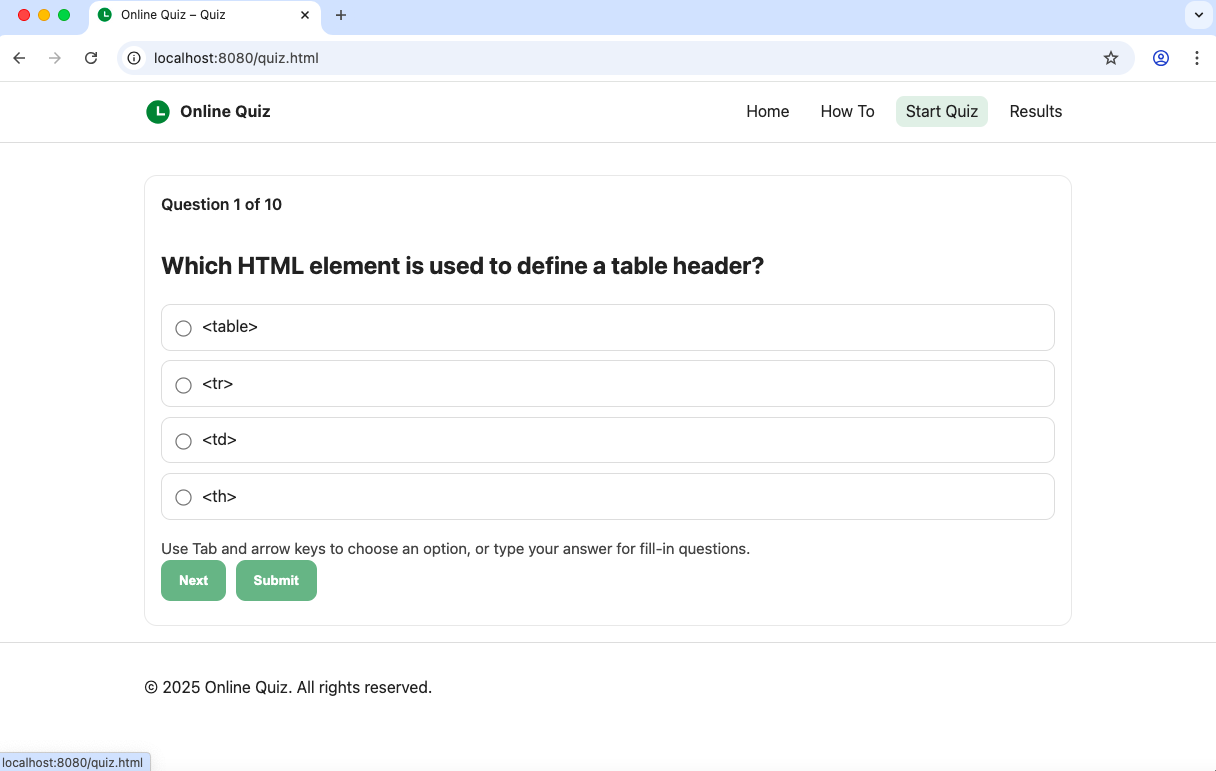 Online Quiz – Quiz
localhost:8080/quiz.html
Online Quiz
Home How To Start Quiz Results
Question 1 of 10
Which HTML element is used to define a table header?
<table>
<tr>
<td>
<th>
Use Tab and arrow keys to choose an option, or type your answer for fill-in questions.
Next Submit
© 2025 Online Quiz. All rights reserved.
localhost:8080/quiz.html